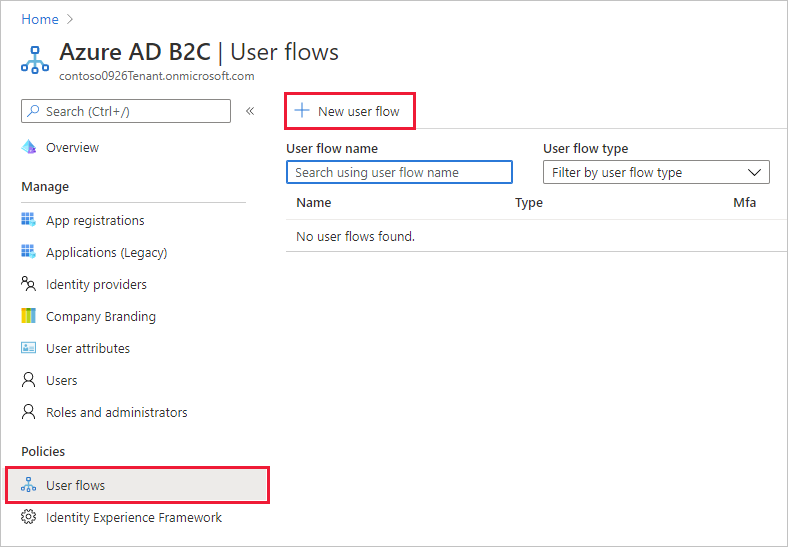 Home >
Azure AD B2C | User flows
contoso0926Tenant.onmicrosoft.com
Search (Ctrl+/)
«
Overview
Manage
App registrations
Applications (Legacy)
Identity providers
Company Branding
User attributes
Users
Roles and administrators
Policies
User flows
Identity Experience Framework
+ New user flow
User flow name
Search using user flow name
User flow type
Filter by user flow type
Name Type Mfa
No user flows found.